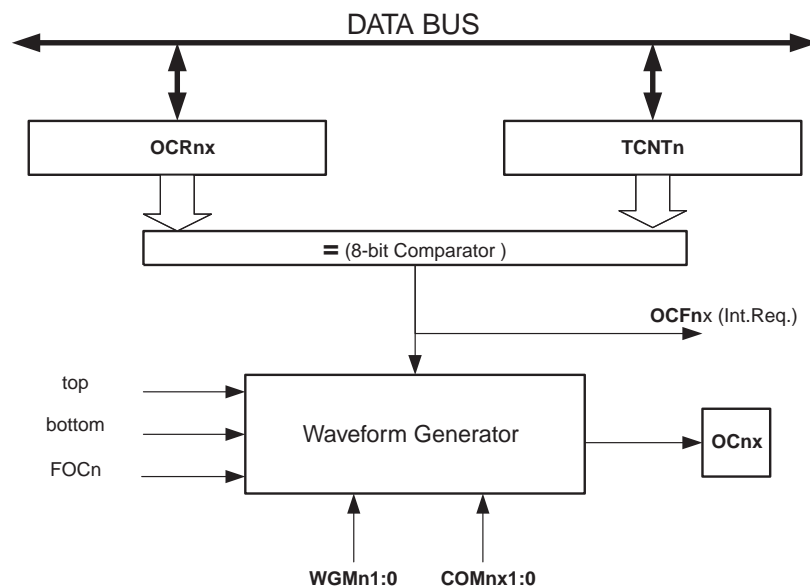 DATA BUS
OCRnx
TCNTn
= (8-bit Comparator )
OCFnx (Int.Req.)
top
bottom
FOCn
Waveform Generator
OCnx
WGMn1:0
COMnx1:0